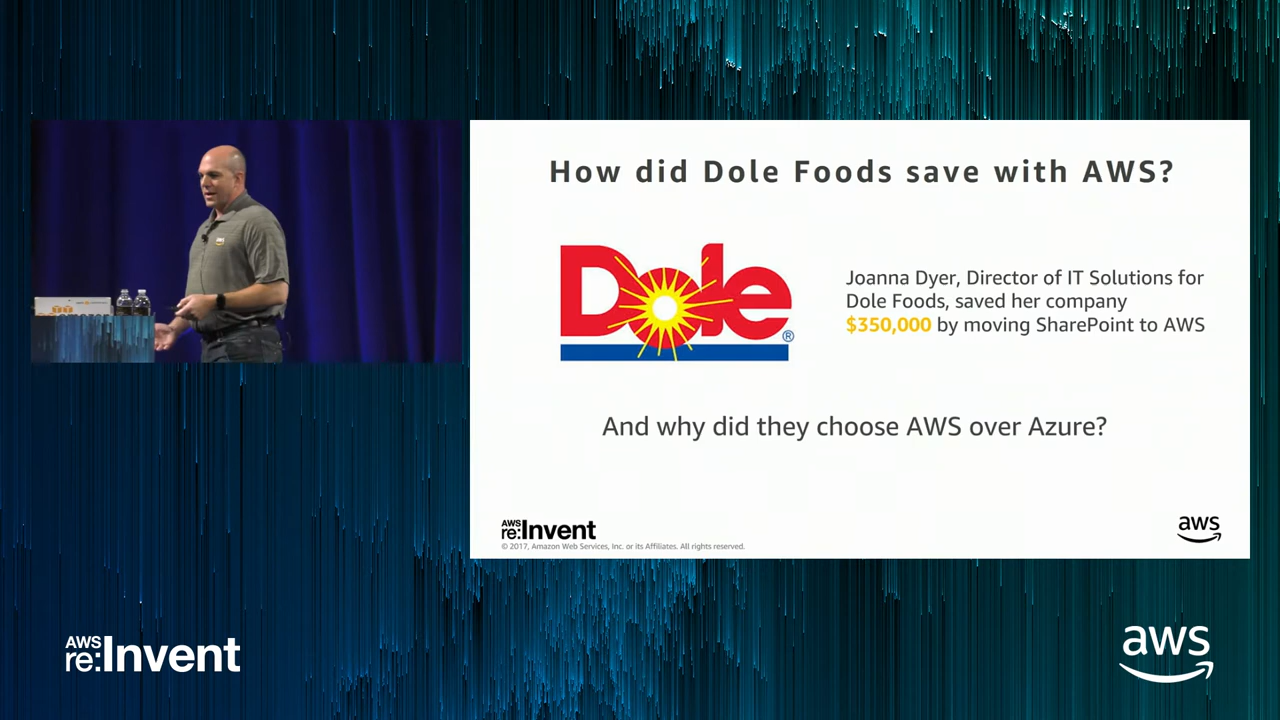 How did Dole Foods save with AWS?
Dole®
Joanna Dyer, Director of IT Solutions for
Dole Foods, saved her company
$350,000 by moving SharePoint to AWS
And why did they choose AWS over Azure?
AWS
re:Invent
© 2017, Amazon Web Services, Inc. or its Affiliates. All rights reserved.
aws
aws
AWS
re:Invent
aws